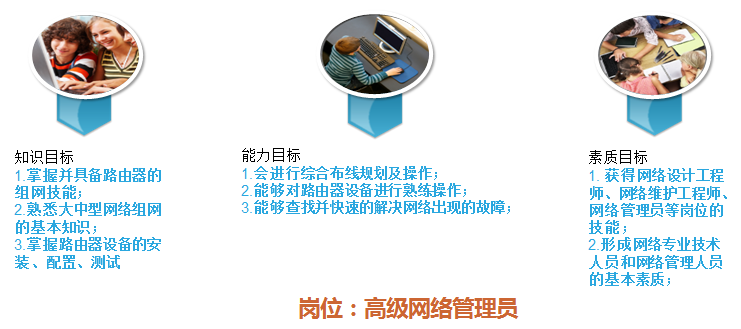 知识目标
1.掌握并具备路由器的
组网技能；
2.熟悉大中型网络组网
的基本知识；
3.掌握路由器设备的安
装、配置、测试
能力目标
1.会进行综合布线规划及操作；
2.能够对路由器设备进行熟练操作；
3.能够查找并快速的解决网络出现的故障；
素质目标
1. 获得网络设计工程
师、网络维护工程师、
网络管理员等岗位的
技能；
2.形成网络专业技术
人员和网络管理人员
的基本素质；
岗位：高级网络管理员